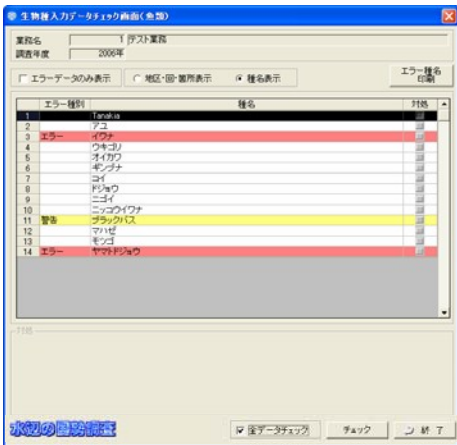 生物種入力データチェック画面(魚類)
業務名 1 テスト業務
調査年度 2006年
エラーデータのみ表示 地区・回・箇所表示 種名表示 エラー種名印刷
エラー種別 種名 対処
1 Tanakia
2 アユ
3 エラー イワナ
4 ウキゴリ
5 オイカワ
6 ギンブナ
7 コイ
8 ドジョウ
9 ニゴイ
10 ニッコウイワナ
11 警告 ブラックバス
12 マハゼ
13 モツゴ
14 エラー ヤマトドジョウ
対処
水辺の国勢調査 全データチェック チェック 終 了